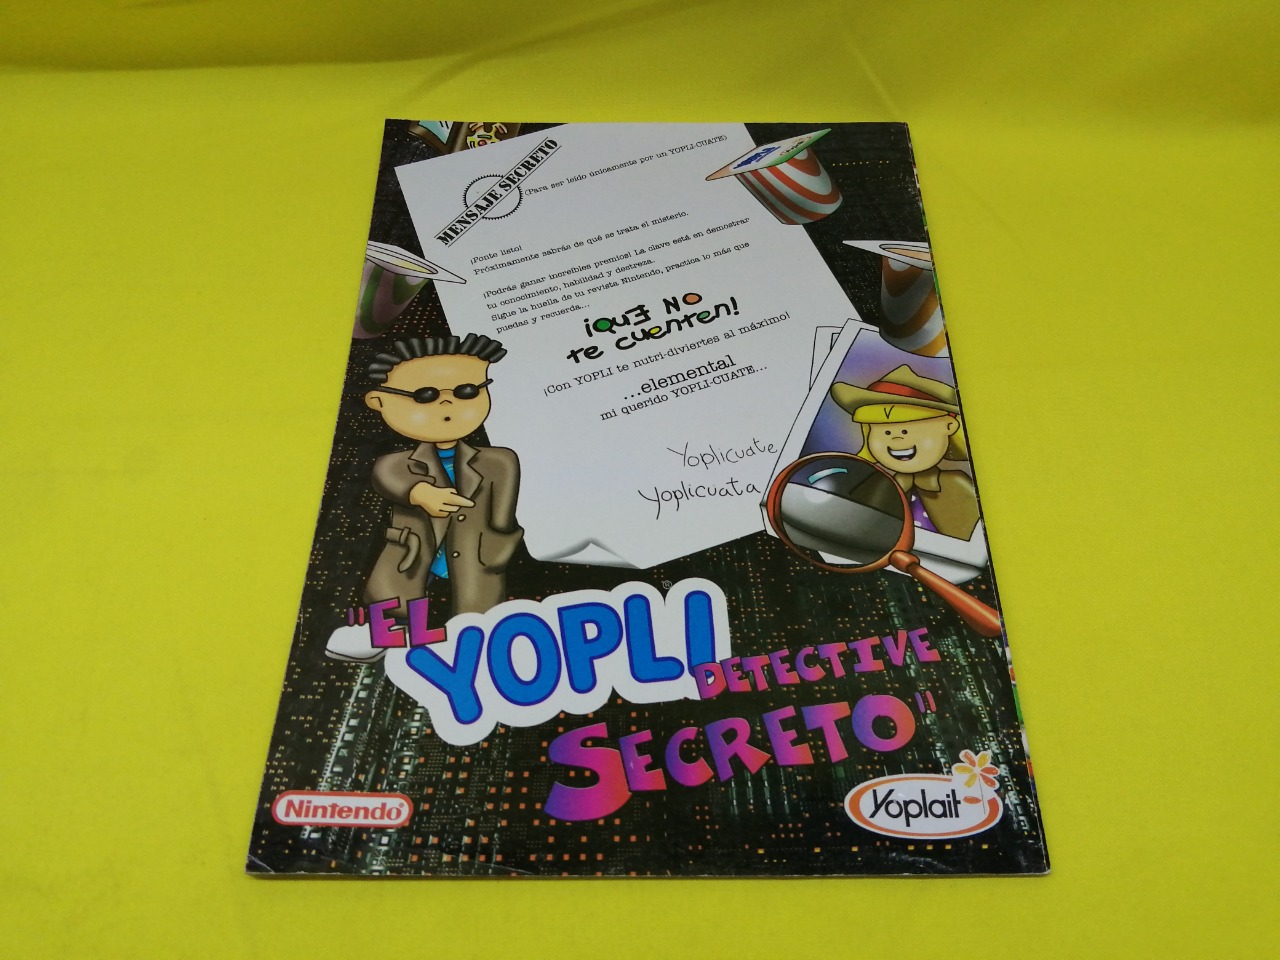 MENSAJE SECRETO
(Para ser leído únicamente por un YOPLI-CUATE)
¡Ponte listo!
Próximamente sabrás de qué se trata el misterio.
¡Podrás ganar increíbles premios! La clave está en demostrar
tu conocimiento, habilidad y destreza.
Sigue la huella de tu revista Nintendo, practica lo más que
puedas y recuerda...
¡QuE NO
te cuenten!
¡Con YOPLI te nutri-diviertes al máximo!
...elemental
mi querido YOPLI-CUATE...
Yoplicuate
Yoplicuata
"EL
YOPLI®
DETECTIVE
SECRETO"
Nintendo®
Yoplait